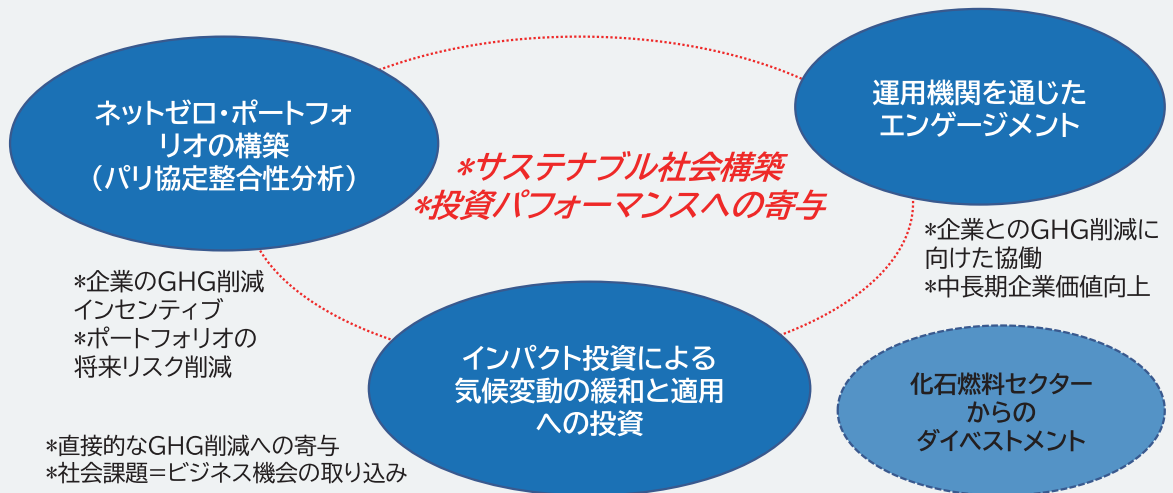 ネットゼロ・ポートフォ
リオの構築
（パリ協定整合性分析）
運用機関を通じた
エンゲージメント
*サステナブル社会構築
*投資パフォーマンスへの寄与
*企業とのGHG削減に
向けた協働
*中長期企業価値向上
*企業のGHG削減
インセンティブ
*ポートフォリオの
将来リスク削減
インパクト投資による
気候変動の緩和と適用
への投資
化石燃料セクター
からの
ダイベストメント
*直接的なGHG削減への寄与
*社会課題=ビジネス機会の取り込み